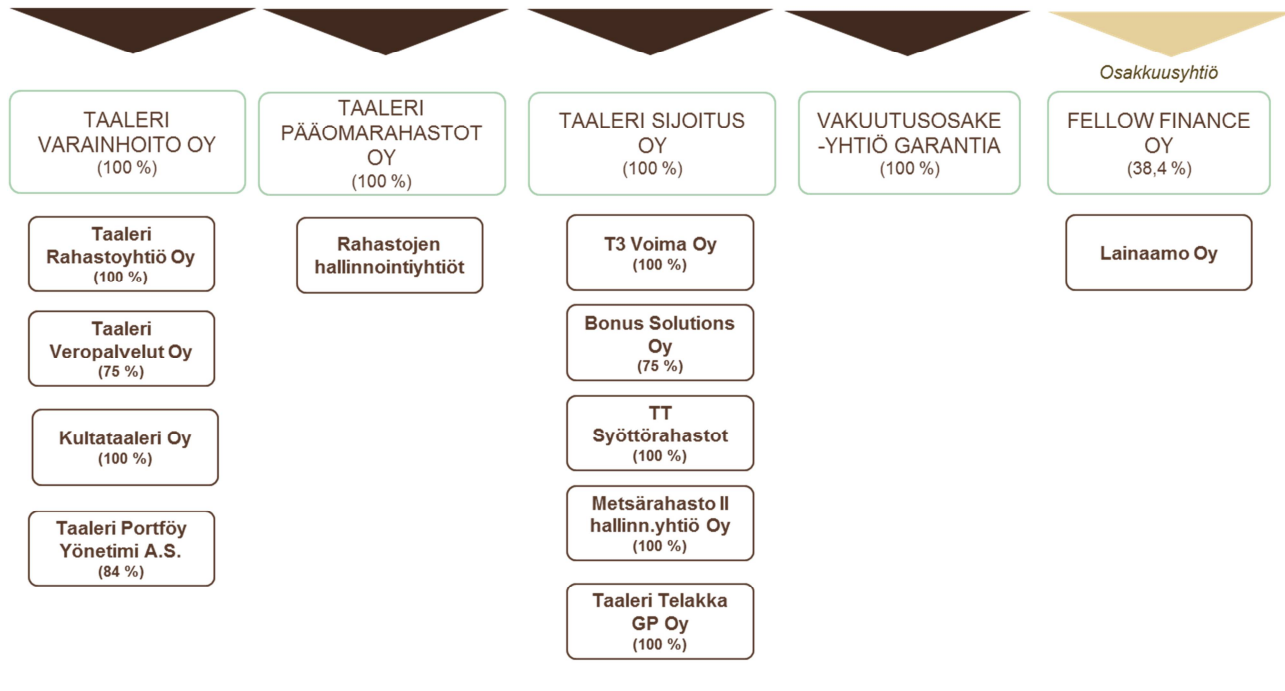 Osakkuusyhtiö
TAALERI
VARAINHOITO OY
(100 %)
TAALERI
PÄÄOMARAHASTOT
OY
(100 %)
TAALERI SIJOITUS
OY
(100 %)
VAKUUTUSOSAKE
-YHTIÖ GARANTIA
(100 %)
FELLOW FINANCE
OY
(38,4 %)
Taaleri
Rahastoyhtiö Oy
(100 %)
Taaleri
Veropalvelut Oy
(75 %)
Kultataaleri Oy
(100 %)
Taaleri Portföy
Yönetimi A.S.
(84 %)
Rahastojen
hallinnointiyhtiöt
T3 Voima Oy
(100 %)
Bonus Solutions
Oy
(75 %)
TT
Syöttörahastot
(100 %)
Metsärahasto II
hallinn.yhtiö Oy
(100 %)
Taaleri Telakka
GP Oy
(100 %)
Lainaamo Oy